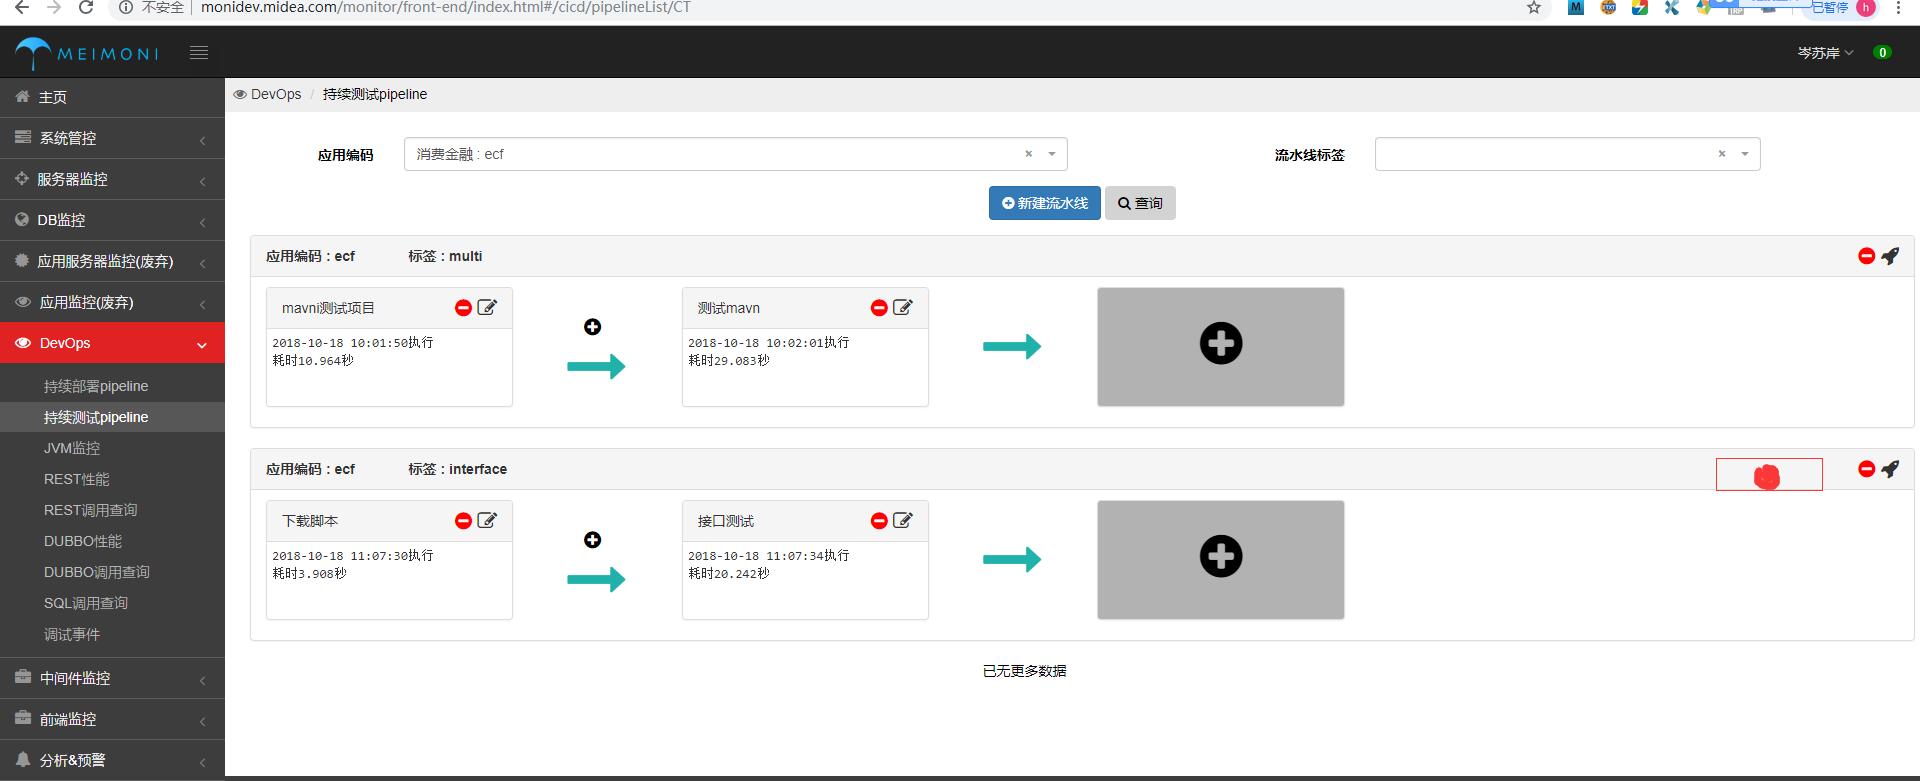 不安全 monidev.midea.com/monitor/front-end/index.html#/cicd/pipelineList/CT
已暂停 h
MEIMONI
岑苏岸 0
主页
系统管控
服务器监控
DB监控
应用服务器监控(废弃)
应用监控(废弃)
DevOps
持续部署pipeline
持续测试pipeline
JVM监控
REST性能
REST调用查询
DUBBO性能
DUBBO调用查询
SQL调用查询
调试事件
中间件监控
前端监控
分析&预警
DevOps / 持续测试pipeline
应用编码 消费金融 : ecf × 流水线标签 ×
新建流水线 查询
应用编码 : ecf 标签 : multi
mavni测试项目
2018-10-18 10:01:50执行
耗时10.964秒
测试mavn
2018-10-18 10:02:01执行
耗时29.083秒
应用编码 : ecf 标签 : interface
下载脚本
2018-10-18 11:07:30执行
耗时3.908秒
接口测试
2018-10-18 11:07:34执行
耗时20.242秒
已无更多数据